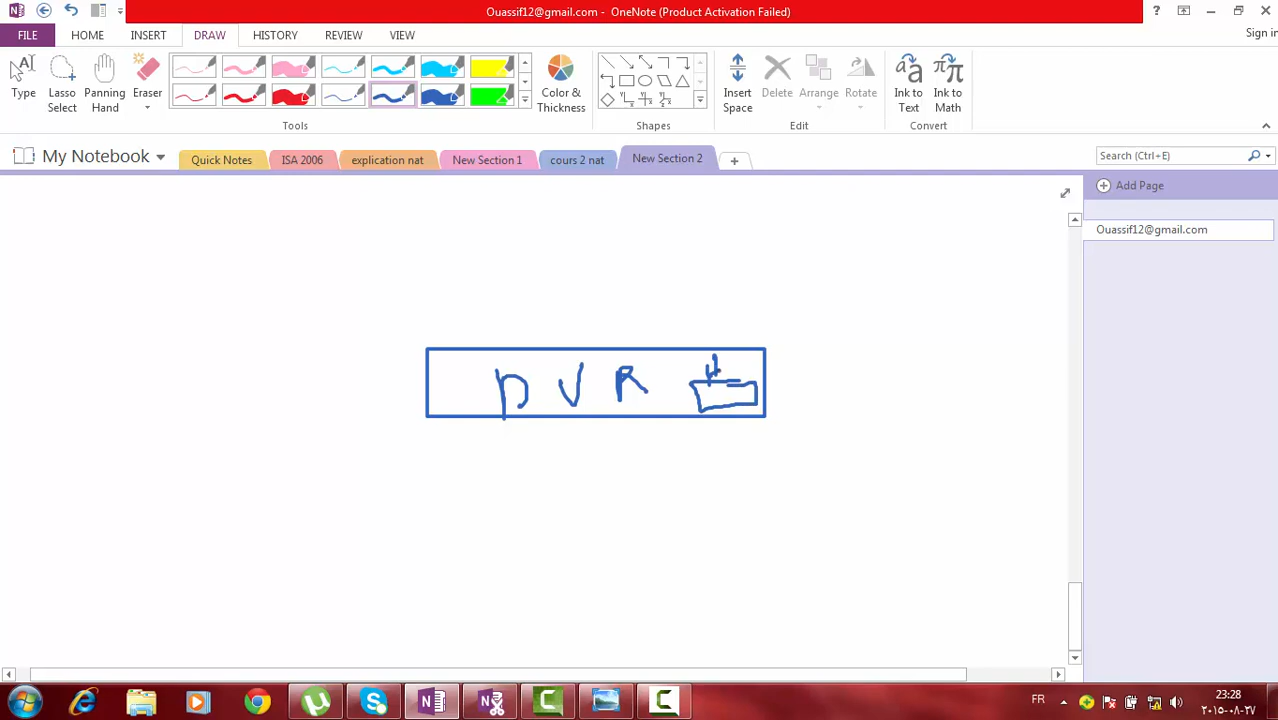 Ouassif12@gmail.com - OneNote (Product Activation Failed)
?
FILE HOME INSERT DRAW HISTORY REVIEW VIEW
Sign in
Type
Lasso Select
Panning Hand
Eraser
Color & Thickness
Insert Space
Delete
Arrange
Rotate
Ink to Text
Ink to Math
Tools
Shapes
Edit
Convert
My Notebook
Quick Notes
ISA 2006
explication nat
New Section 1
cours 2 nat
New Section 2
Search (Ctrl+E)
Add Page
Ouassif12@gmail.com
D V R
FR
23:28
٢٠١٥-٠٨-٢٧